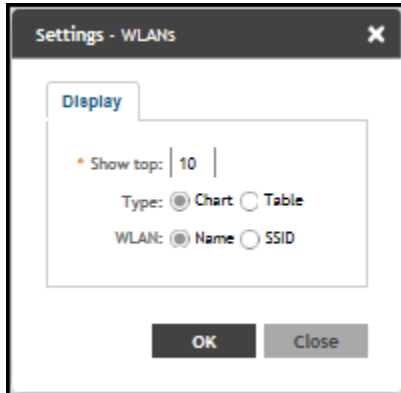 Settings - WLANs
Display
* Show top: 10
Type: Chart Table
WLAN: Name SSID
OK Close